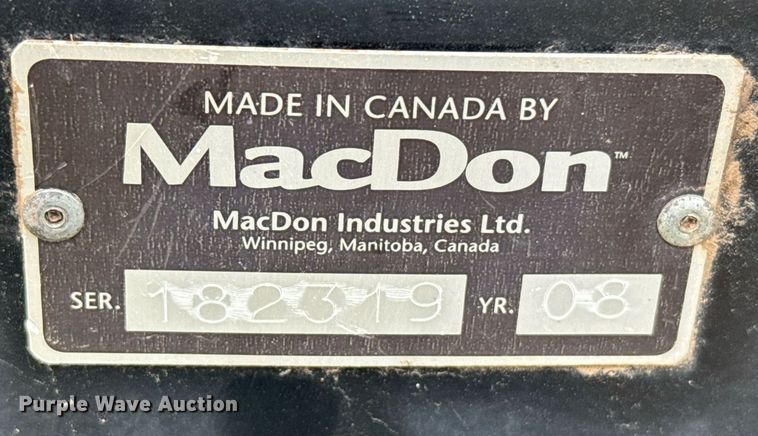 MADE IN CANADA BY
MacDon™
MacDon Industries Ltd.
Winnipeg, Manitoba, Canada
SER. 182319 YR. 08
Purple Wave Auction